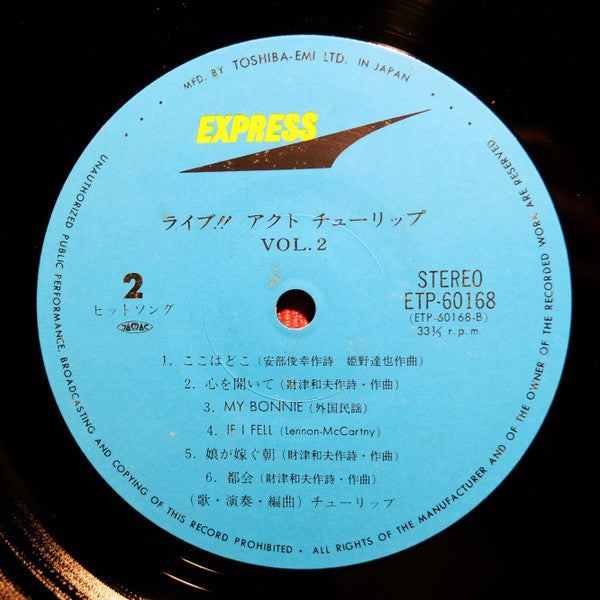 MFD. BY TOSHIBA-EMI LTD. IN JAPAN
EXPRESS
ライブ!! アクト チューリップ
VOL.2
2
ヒットソング
STEREO
ETP-60168
(ETP-60168-B)
33⅓ r.p.m.
1. ここはどこ (安部俊幸作詩 姫野達也作曲)
2. 心を開いて (財津和夫作詩・作曲)
3. MY BONNIE (外国民謡)
4. IF I FELL (Lennon-McCartny)
5. 娘が嫁ぐ朝 (財津和夫作詩・作曲)
6. 都会 (財津和夫作詩・作曲)
(歌・演奏・編曲) チューリップ
UNAUTHORIZED PUBLIC PERFORMANCE, BROADCASTING AND COPYING OF THIS RECORD PROHIBITED • ALL RIGHTS OF THE MANUFACTURER AND OF THE OWNER OF THE RECORDED WORK ARE RESERVED